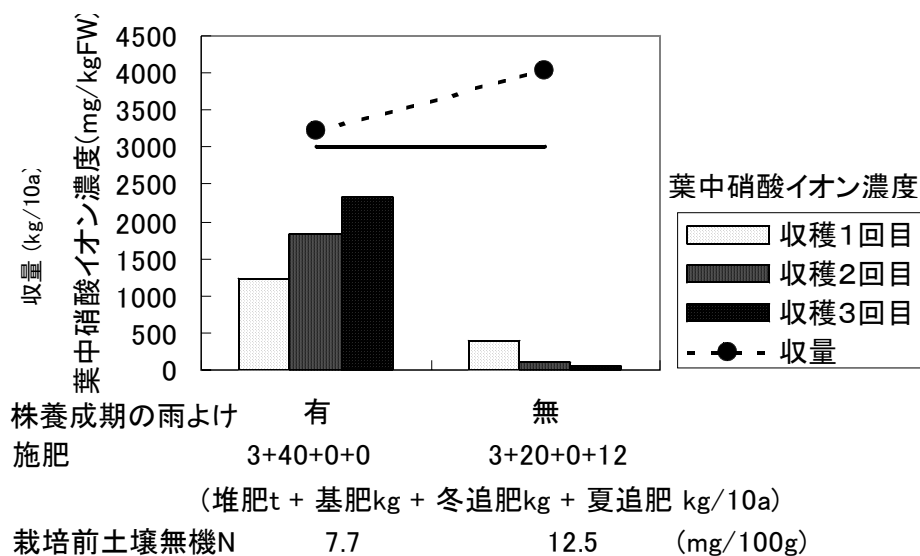 収量 (kg/10a)
葉中硝酸イオン濃度(mg/kgFW)
4500
4000
3500
3000
2500
2000
1500
1000
500
0
葉中硝酸イオン濃度
収穫1回目
収穫2回目
収穫3回目
収量
株養成期の雨よけ 有 無
施肥 3+40+0+0 3+20+0+12
(堆肥t + 基肥kg + 冬追肥kg + 夏追肥 kg/10a)
栽培前土壌無機N 7.7 12.5 (mg/100g)